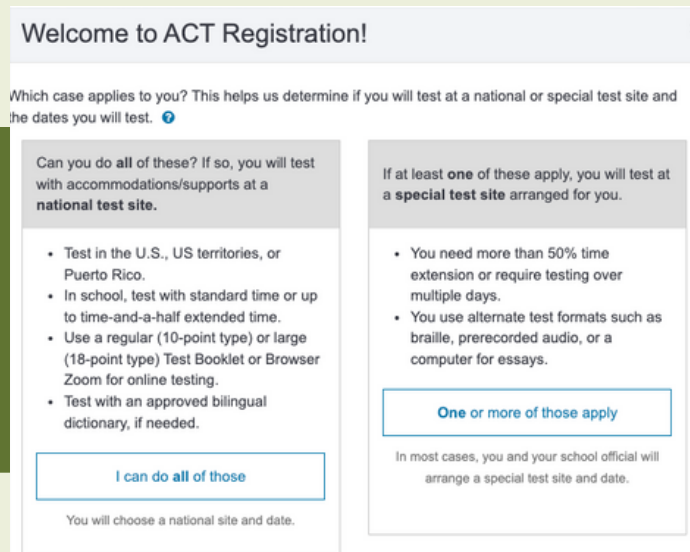 Welcome to ACT Registration!
Which case applies to you? This helps us determine if you will test at a national or special test site and
the dates you will test. ?
Can you do all of these? If so, you will test
with accommodations/supports at a
national test site.
• Test in the U.S., US territories, or
Puerto Rico.
• In school, test with standard time or up
to time-and-a-half extended time.
• Use a regular (10-point type) or large
(18-point type) Test Booklet or Browser
Zoom for online testing.
• Test with an approved bilingual
dictionary, if needed.
I can do all of those
You will choose a national site and date.
If at least one of these apply, you will test at
a special test site arranged for you.
• You need more than 50% time
extension or require testing over
multiple days.
• You use alternate test formats such as
braille, prerecorded audio, or a
computer for essays.
One or more of those apply
In most cases, you and your school official will
arrange a special test site and date.